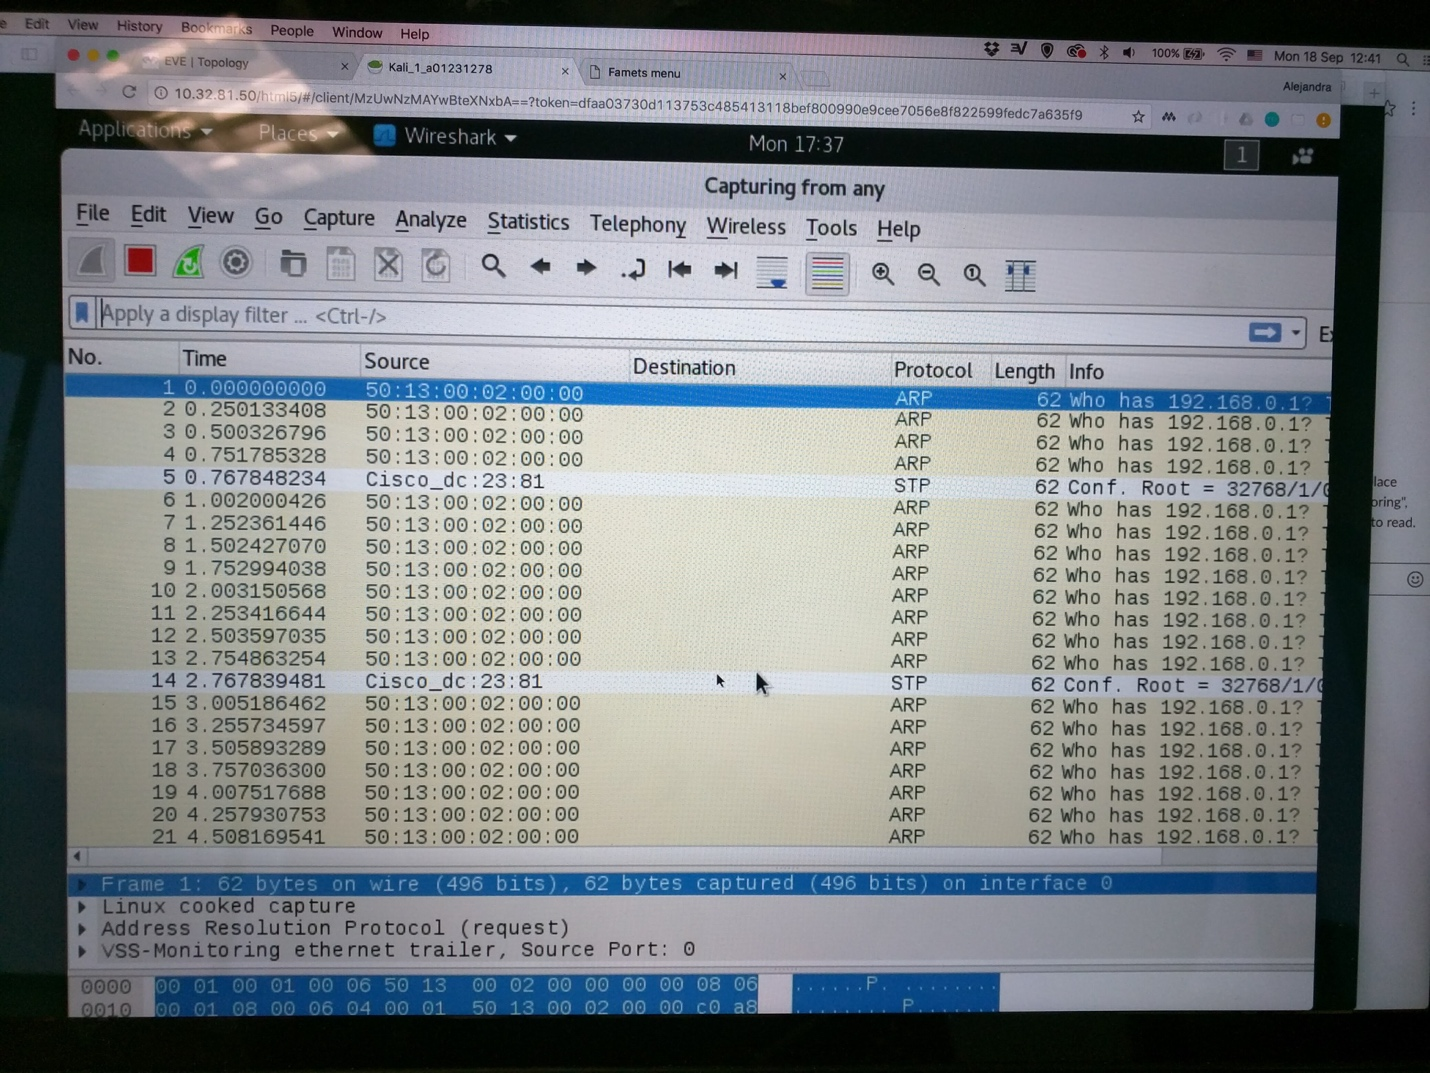 e Edit View History Bookmarks People Window Help 100% Mon 18 Sep 12:41
EVE | Topology Kali_1_a01231278 Famets menu
Alejandra
10.32.81.50/html5/#/client/MzUwNzMAYwBteXNxbA==?token=dfaa03730d113753c485413118bef800990e9cee7056e8f822599fedc7a635f9
Applications Places Wireshark Mon 17:37 1
Capturing from any
File Edit View Go Capture Analyze Statistics Telephony Wireless Tools Help
Apply a display filter ... <Ctrl-/> Ex
No. Time Source Destination Protocol Length Info
1 0.000000000 50:13:00:02:00:00 ARP 62 Who has 192.168.0.1? T
2 0.250133408 50:13:00:02:00:00 ARP 62 Who has 192.168.0.1? T
3 0.500326796 50:13:00:02:00:00 ARP 62 Who has 192.168.0.1? T
4 0.751785328 50:13:00:02:00:00 ARP 62 Who has 192.168.0.1? T
5 0.767848234 Cisco_dc:23:81 STP 62 Conf. Root = 32768/1/0
6 1.002000426 50:13:00:02:00:00 ARP 62 Who has 192.168.0.1? T
7 1.252361446 50:13:00:02:00:00 ARP 62 Who has 192.168.0.1? T
8 1.502427070 50:13:00:02:00:00 ARP 62 Who has 192.168.0.1? T
9 1.752994038 50:13:00:02:00:00 ARP 62 Who has 192.168.0.1? T
10 2.003150568 50:13:00:02:00:00 ARP 62 Who has 192.168.0.1? T
11 2.253416644 50:13:00:02:00:00 ARP 62 Who has 192.168.0.1? T
12 2.503597035 50:13:00:02:00:00 ARP 62 Who has 192.168.0.1? T
13 2.754863254 50:13:00:02:00:00 ARP 62 Who has 192.168.0.1? T
14 2.767839481 Cisco_dc:23:81 STP 62 Conf. Root = 32768/1/0
15 3.005186462 50:13:00:02:00:00 ARP 62 Who has 192.168.0.1? T
16 3.255734597 50:13:00:02:00:00 ARP 62 Who has 192.168.0.1? T
17 3.505893289 50:13:00:02:00:00 ARP 62 Who has 192.168.0.1? T
18 3.757036300 50:13:00:02:00:00 ARP 62 Who has 192.168.0.1? T
19 4.007517688 50:13:00:02:00:00 ARP 62 Who has 192.168.0.1? T
20 4.257930753 50:13:00:02:00:00 ARP 62 Who has 192.168.0.1? T
21 4.508169541 50:13:00:02:00:00 ARP 62 Who has 192.168.0.1? T
Frame 1: 62 bytes on wire (496 bits), 62 bytes captured (496 bits) on interface 0
Linux cooked capture
Address Resolution Protocol (request)
VSS-Monitoring ethernet trailer, Source Port: 0
0000 00 01 00 01 00 06 50 13 00 02 00 00 00 00 08 06 ......P. ........
0010 00 01 08 00 06 04 00 01 50 13 00 02 00 00 c0 a8 ........ P.......
lace
oring",
to read.